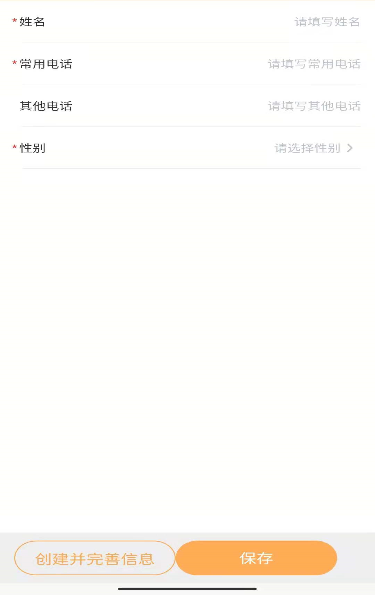 * 姓名 请填写姓名
* 常用电话 请填写常用电话
其他电话 请填写其他电话
* 性别 请选择性别 >
创建并完善信息 保存